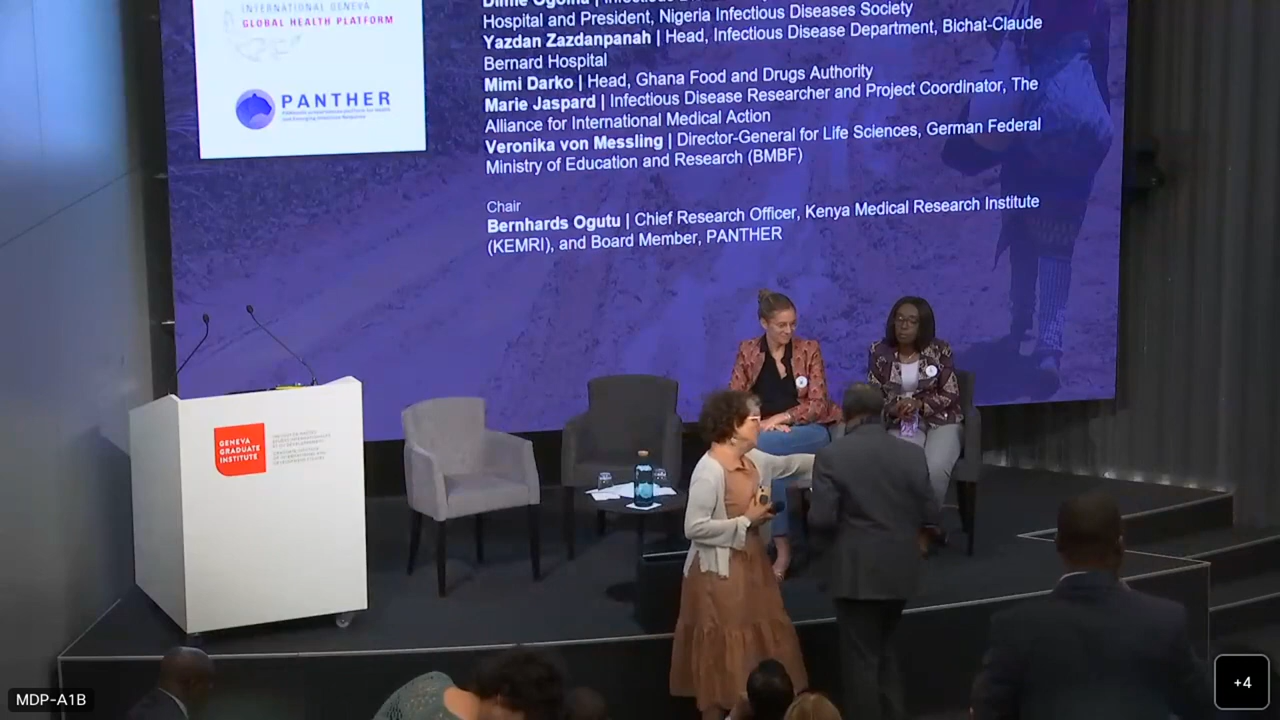 INTERNATIONAL GENEVA
GLOBAL HEALTH PLATFORM
PANTHER
Hospital and President, Nigeria Infectious Diseases Society
Yazdan Zazdanpanah | Head, Infectious Disease Department, Bichat-Claude
Bernard Hospital
Mimi Darko | Head, Ghana Food and Drugs Authority
Marie Jaspard | Infectious Disease Researcher and Project Coordinator, The
Alliance for International Medical Action
Veronika von Messling | Director-General for Life Sciences, German Federal
Ministry of Education and Research (BMBF)
Chair
Bernhards Ogutu | Chief Research Officer, Kenya Medical Research Institute
(KEMRI), and Board Member, PANTHER
GENEVA
GRADUATE
INSTITUTE
MDP-A1B
+4